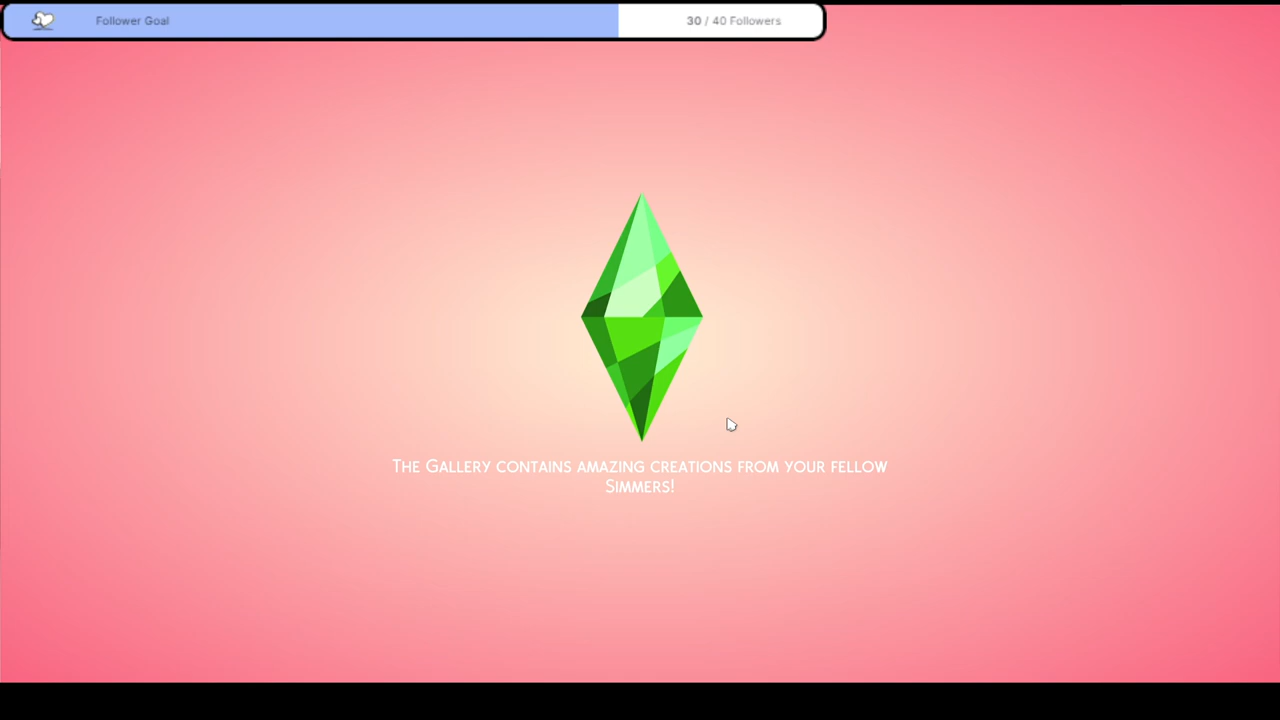 Follower Goal 30 / 40 Followers
The Gallery contains amazing creations from your fellow
Simmers!